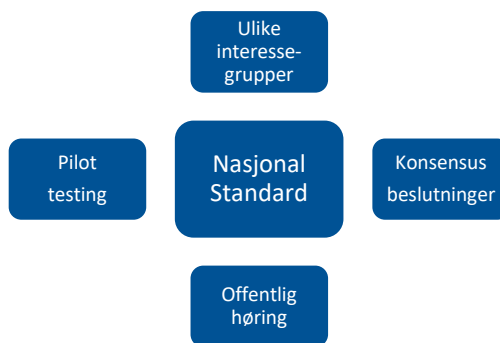 Ulike
interesse-
grupper
Pilot
testing
Nasjonal
Standard
Konsensus
beslutninger
Offentlig
høring